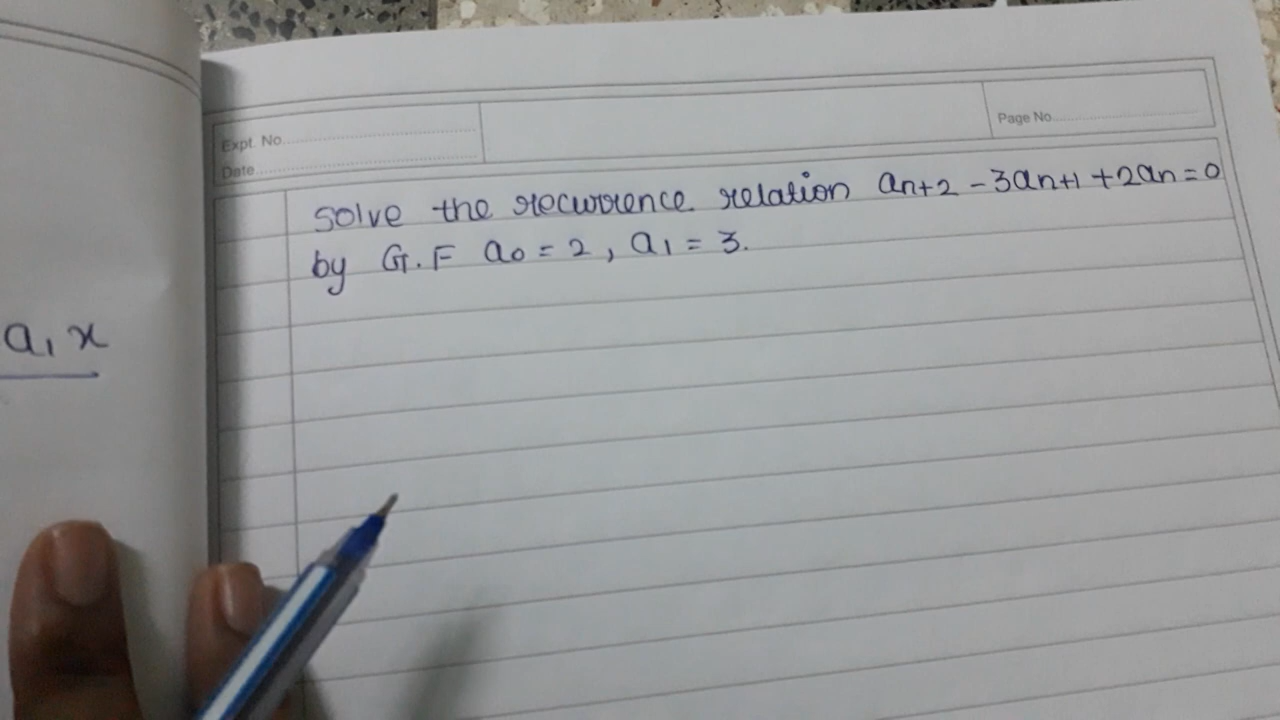 Expt. No.
Page No.
Date
solve the recurrence relation an+2 - 3an+1 + 2an = 0
by G.F a0 = 2, a1 = 3.
a1 x